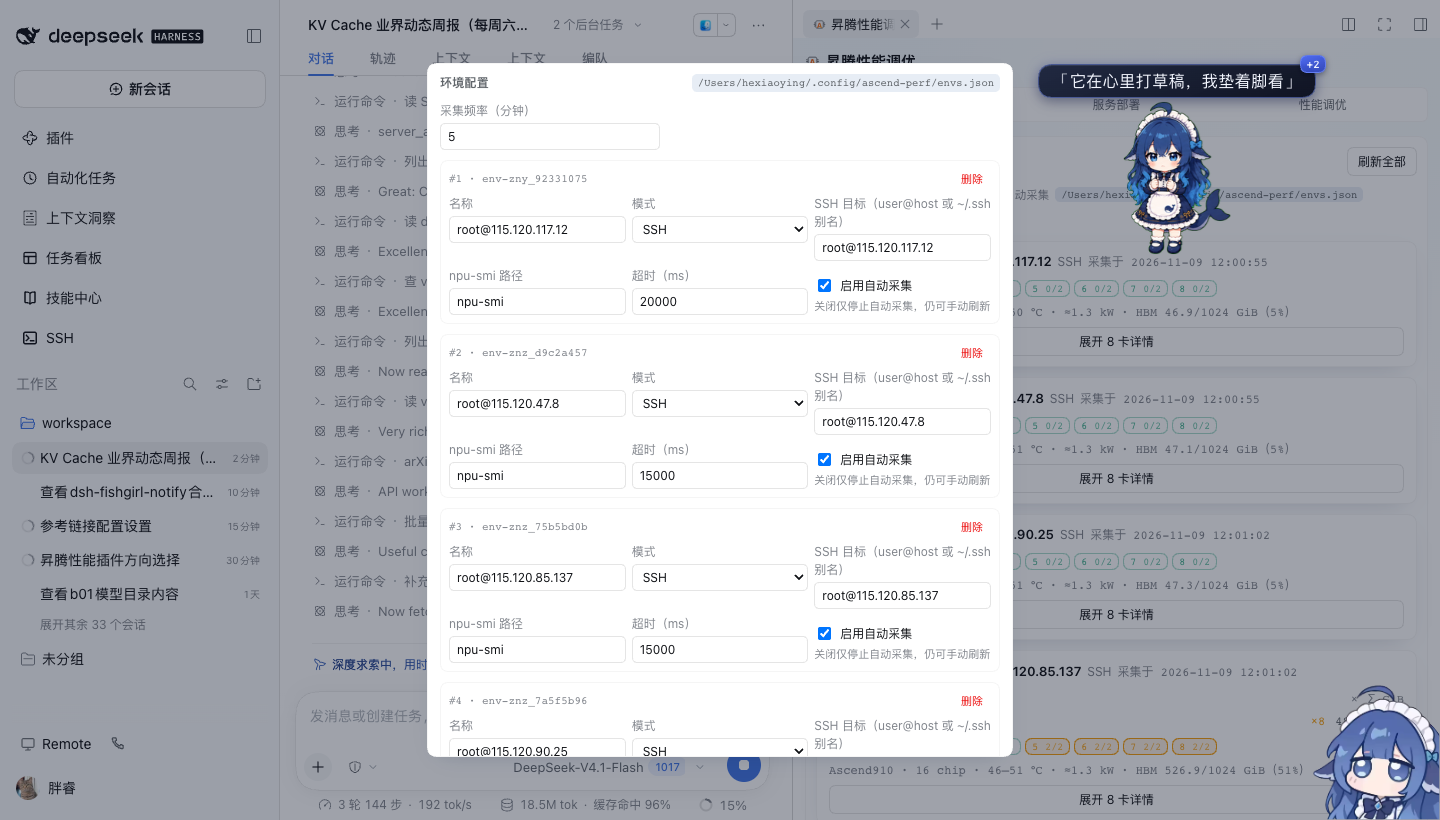 deepseek HARNESS
新会话
插件
自动化任务
上下文洞察
任务看板
技能中心
SSH
工作区
workspace
KV Cache 业界动态周报（... 2 分钟
查看 dsh-fishgirl-notify 合... 10 分钟
参考链接配置设置 15 分钟
昇腾性能插件方向选择 30 分钟
查看 b01 模型目录内容 1 天
展开其余 33 个会话
未分组
Remote
胖睿
KV Cache 业界动态周报（每周六... 2 个后台任务
对话 轨迹 上下文 上下文 编队
运行命令 · 读 S
思考 · server_a
运行命令 · 列出
思考 · Great: C
运行命令 · 读 d
思考 · Excellen
运行命令 · 查 v
思考 · Excellen
运行命令 · 列出
思考 · Now rea
运行命令 · 读 v
思考 · Very rich
运行命令 · arXi
思考 · API work
运行命令 · 批量
思考 · Useful c
运行命令 · 补充
思考 · Now fetc
深度求索中，用时
发消息或创建任务，
DeepSeek-V4.1-Flash 1017
3 轮 144 步 · 192 tok/s 18.5M tok · 缓存命中 96% 15%
环境配置 /Users/hexiaoying/.config/ascend-perf/envs.json
采集频率（分钟）
5
#1 · env-zny_92331075 删除
名称 模式 SSH 目标（user@host 或 ~/.ssh
别名）
root@115.120.117.12 SSH root@115.120.117.12
npu-smi 路径 超时（ms） 启用自动采集
npu-smi 20000 关闭仅停止自动采集，仍可手动刷新
#2 · env-znz_d9c2a457 删除
名称 模式 SSH 目标（user@host 或 ~/.ssh
别名）
root@115.120.47.8 SSH root@115.120.47.8
npu-smi 路径 超时（ms） 启用自动采集
npu-smi 15000 关闭仅停止自动采集，仍可手动刷新
#3 · env-znz_75b5bd0b 删除
名称 模式 SSH 目标（user@host 或 ~/.ssh
别名）
root@115.120.85.137 SSH root@115.120.85.137
npu-smi 路径 超时（ms） 启用自动采集
npu-smi 15000 关闭仅停止自动采集，仍可手动刷新
#4 · env-znz_7a5f5b96 删除
名称 模式 SSH 目标（user@host 或 ~/.ssh
别名）
root@115.120.90.25 SSH
昇腾性能调
昇腾性能调优
+2
「它在心里打草稿，我垫着脚看」
服务部署 性能调优
刷新全部
动采集 /Users/hexi ascend-perf/envs.json
.117.12 SSH 采集于 2026-11-09 12:00:55
5 0/2 6 0/2 7 0/2 8 0/2
0 ℃ · ≈1.3 kW · HBM 46.9/1024 GiB (5%)
展开 8 卡详情
.47.8 SSH 采集于 2026-11-09 12:00:55
5 0/2 6 0/2 7 0/2 8 0/2
1 ℃ · ≈1.3 kW · HBM 47.1/1024 GiB (5%)
展开 8 卡详情
.90.25 SSH 采集于 2026-11-09 12:01:02
5 0/2 6 0/2 7 0/2 8 0/2
51 ℃ · ≈1.3 kW · HBM 47.3/1024 GiB (5%)
展开 8 卡详情
120.85.137 SSH 采集于 2026-11-09 12:01:02
×8
5 2/2 6 2/2 7 2/2 8 2/2
Ascend910 · 16 chip · 46—51 ℃ · ≈1.3 kW · HBM 526.9/1024 GiB (51%)
展开 8 卡详情